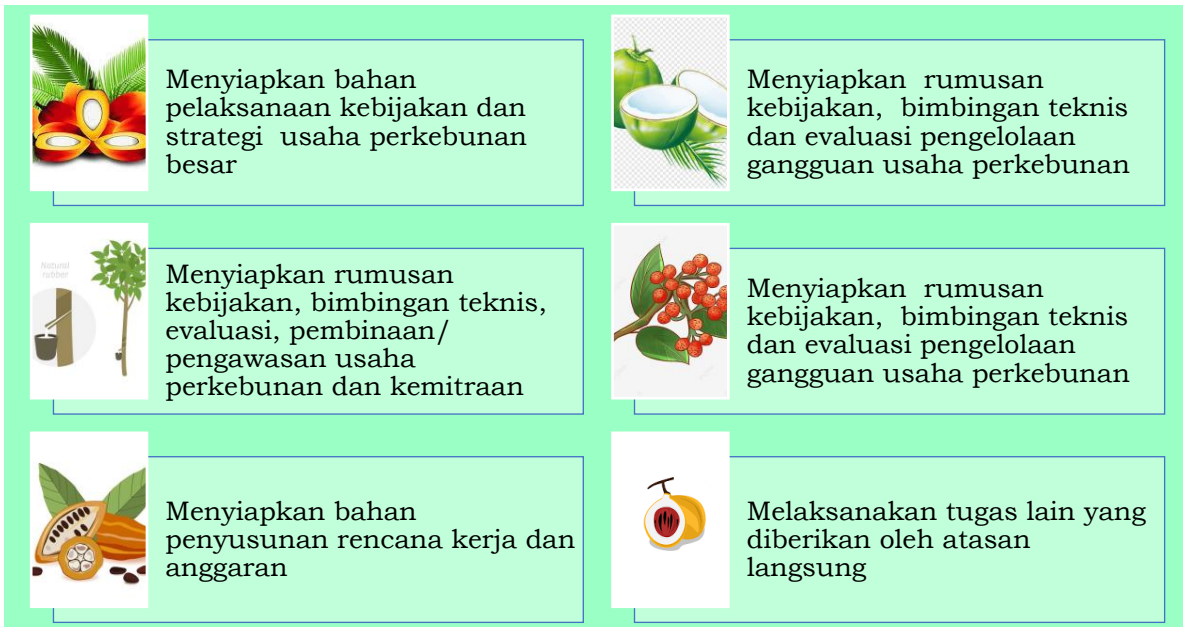 Menyiapkan bahan
pelaksanaan kebijakan dan
strategi usaha perkebunan
besar
Menyiapkan rumusan
kebijakan, bimbingan teknis
dan evaluasi pengelolaan
gangguan usaha perkebunan
Natural
rubber
Menyiapkan rumusan
kebijakan, bimbingan teknis,
evaluasi, pembinaan/
pengawasan usaha
perkebunan dan kemitraan
Menyiapkan rumusan
kebijakan, bimbingan teknis
dan evaluasi pengelolaan
gangguan usaha perkebunan
Menyiapkan bahan
penyusunan rencana kerja dan
anggaran
Melaksanakan tugas lain yang
diberikan oleh atasan
langsung